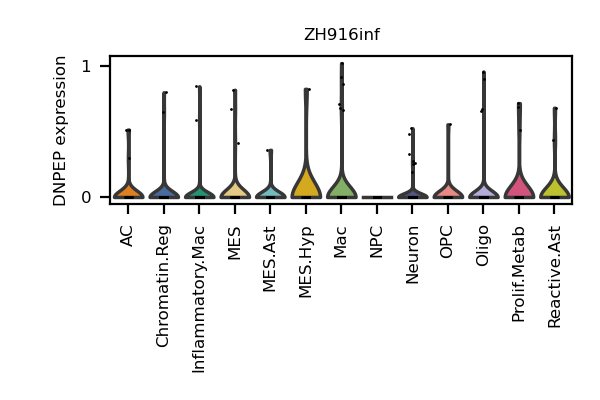 ZH916inf
DNPEP expression
1
0
AC
Chromatin.Reg
Inflammatory.Mac
MES
MES.Ast
MES.Hyp
Mac
NPC
Neuron
OPC
Oligo
Prolif.Metab
Reactive.Ast